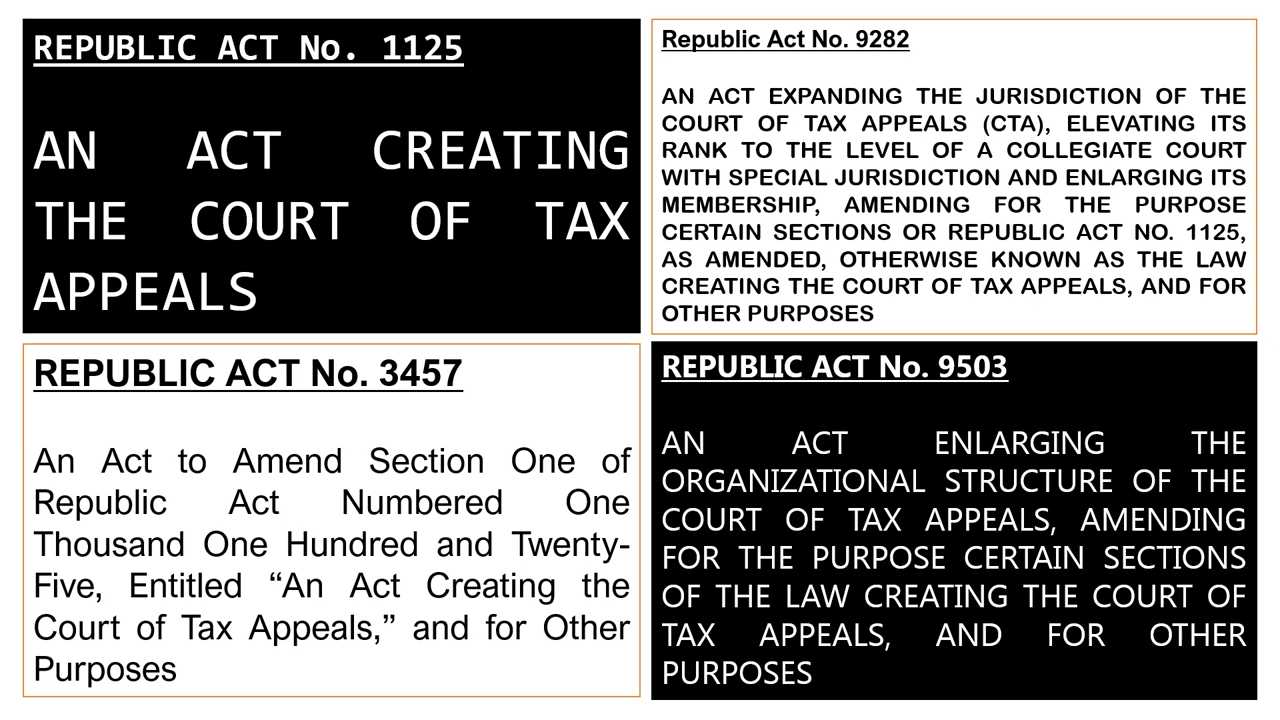 REPUBLIC ACT No. 1125
AN ACT CREATING
THE COURT OF TAX
APPEALS
Republic Act No. 9282
AN ACT EXPANDING THE JURISDICTION OF THE
COURT OF TAX APPEALS (CTA), ELEVATING ITS
RANK TO THE LEVEL OF A COLLEGIATE COURT
WITH SPECIAL JURISDICTION AND ENLARGING ITS
MEMBERSHIP, AMENDING FOR THE PURPOSE
CERTAIN SECTIONS OR REPUBLIC ACT NO. 1125,
AS AMENDED, OTHERWISE KNOWN AS THE LAW
CREATING THE COURT OF TAX APPEALS, AND FOR
OTHER PURPOSES
REPUBLIC ACT No. 3457
An Act to Amend Section One of
Republic Act Numbered One
Thousand One Hundred and Twenty-
Five, Entitled “An Act Creating the
Court of Tax Appeals,” and for Other
Purposes
REPUBLIC ACT No. 9503
AN ACT ENLARGING THE
ORGANIZATIONAL STRUCTURE OF THE
COURT OF TAX APPEALS, AMENDING
FOR THE PURPOSE CERTAIN SECTIONS
OF THE LAW CREATING THE COURT OF
TAX APPEALS, AND FOR OTHER
PURPOSES